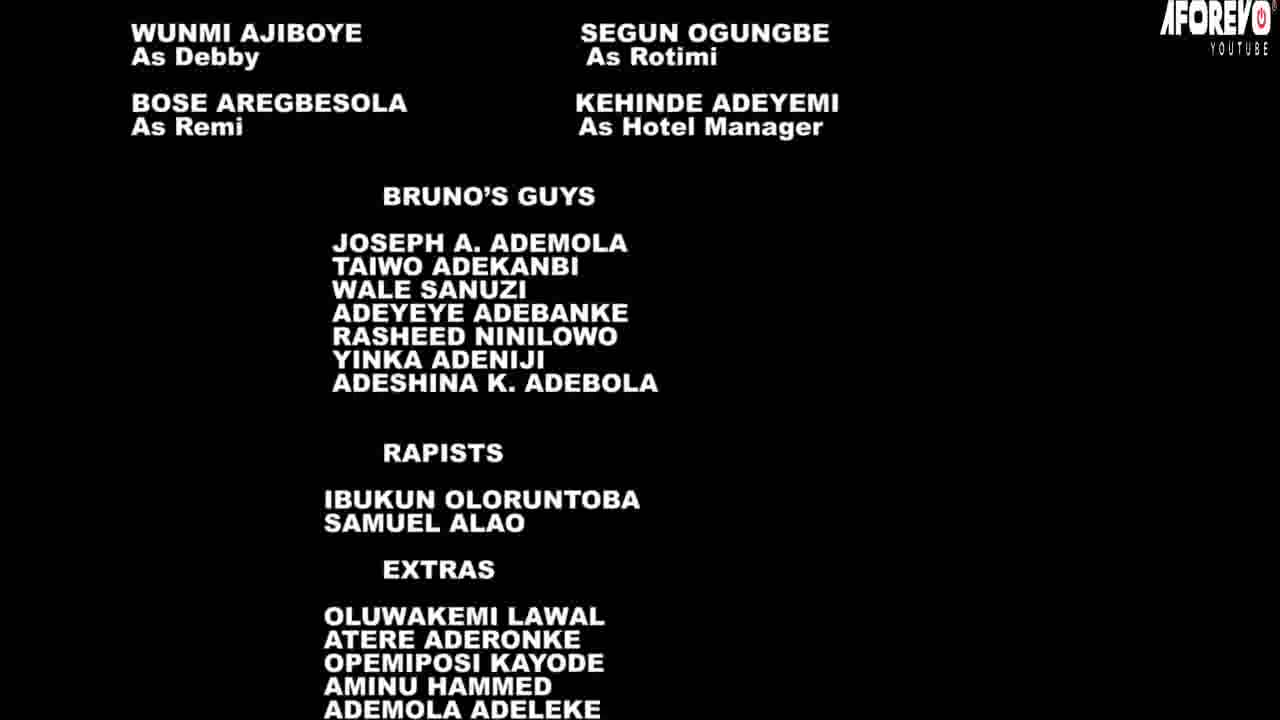 AFOREVO
YOUTUBE
WUNMI AJIBOYE
As Debby
SEGUN OGUNGBE
As Rotimi
BOSE AREGBESOLA
As Remi
KEHINDE ADEYEMI
As Hotel Manager
BRUNO’S GUYS
JOSEPH A. ADEMOLA
TAIWO ADEKANBI
WALE SANUZI
ADEYEYE ADEBANKE
RASHEED NINILOWO
YINKA ADENIJI
ADESHINA K. ADEBOLA
RAPISTS
IBUKUN OLORUNTOBA
SAMUEL ALAO
EXTRAS
OLUWAKEMI LAWAL
ATERE ADERONKE
OPEMIPOSI KAYODE
AMINU HAMMED
ADEMOLA ADELEKE